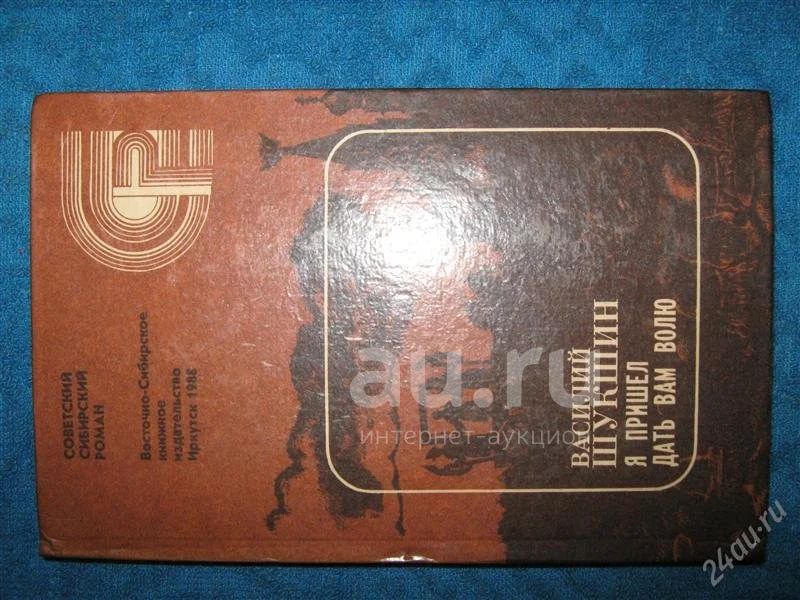 СОВЕТСКИЙ
СИБИРСКИЙ
РОМАН
Восточно-Сибирское
книжное
издательство
Иркутск 1988
ВАСИЛИЙ
ШУКШИН
Я ПРИШЕЛ
ДАТЬ ВАМ ВОЛЮ
au.ru
интернет-аукцион
24au.ru